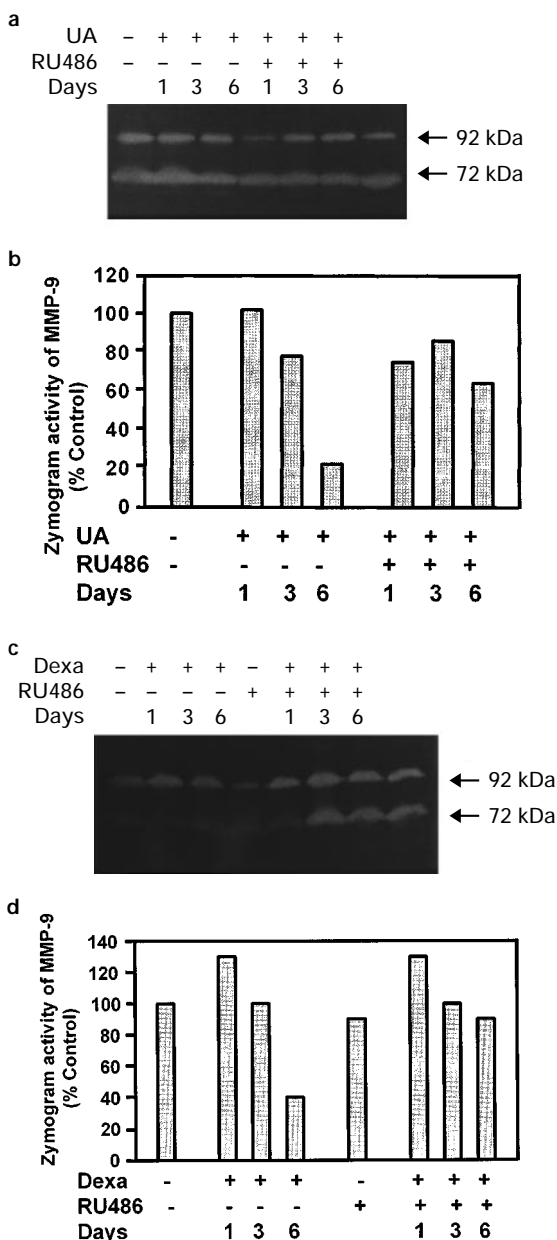 a
UA – + + + + + +
RU486 – – – – + + +
Days 1 3 6 1 3 6
92 kDa
72 kDa
b
Zymogram activity of MMP-9
(% Control)
120
100
80
60
40
20
0
UA - + + + + + +
RU486 - - - - + + +
Days 1 3 6 1 3 6
c
Dexa – + + + – + + +
RU486 – – – – + + + +
Days 1 3 6 1 3 6
92 kDa
72 kDa
d
Zymogram activity of MMP-9
(% Control)
140
120
100
80
60
40
20
0
Dexa - + + + - + + +
RU486 - - - - + + + +
Days 1 3 6 1 3 6